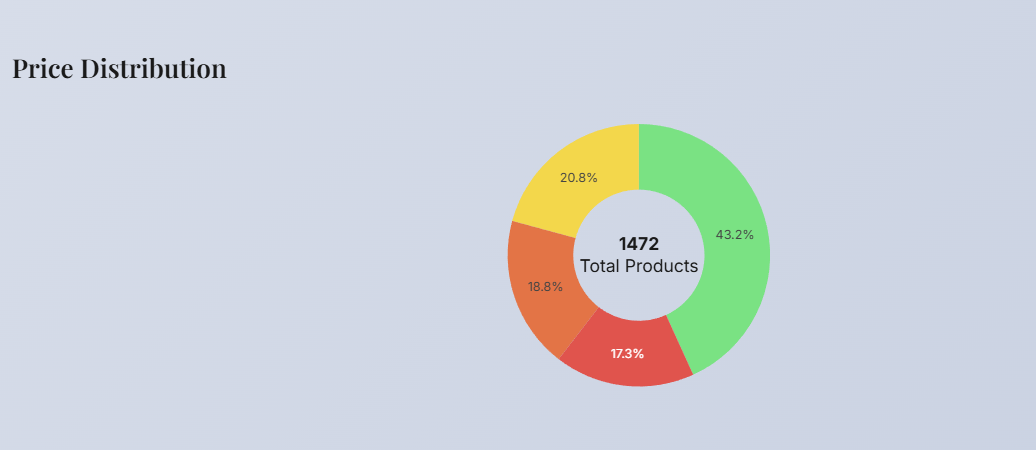 Price Distribution
20.8%
43.2%
1472
Total Products
18.8%
17.3%